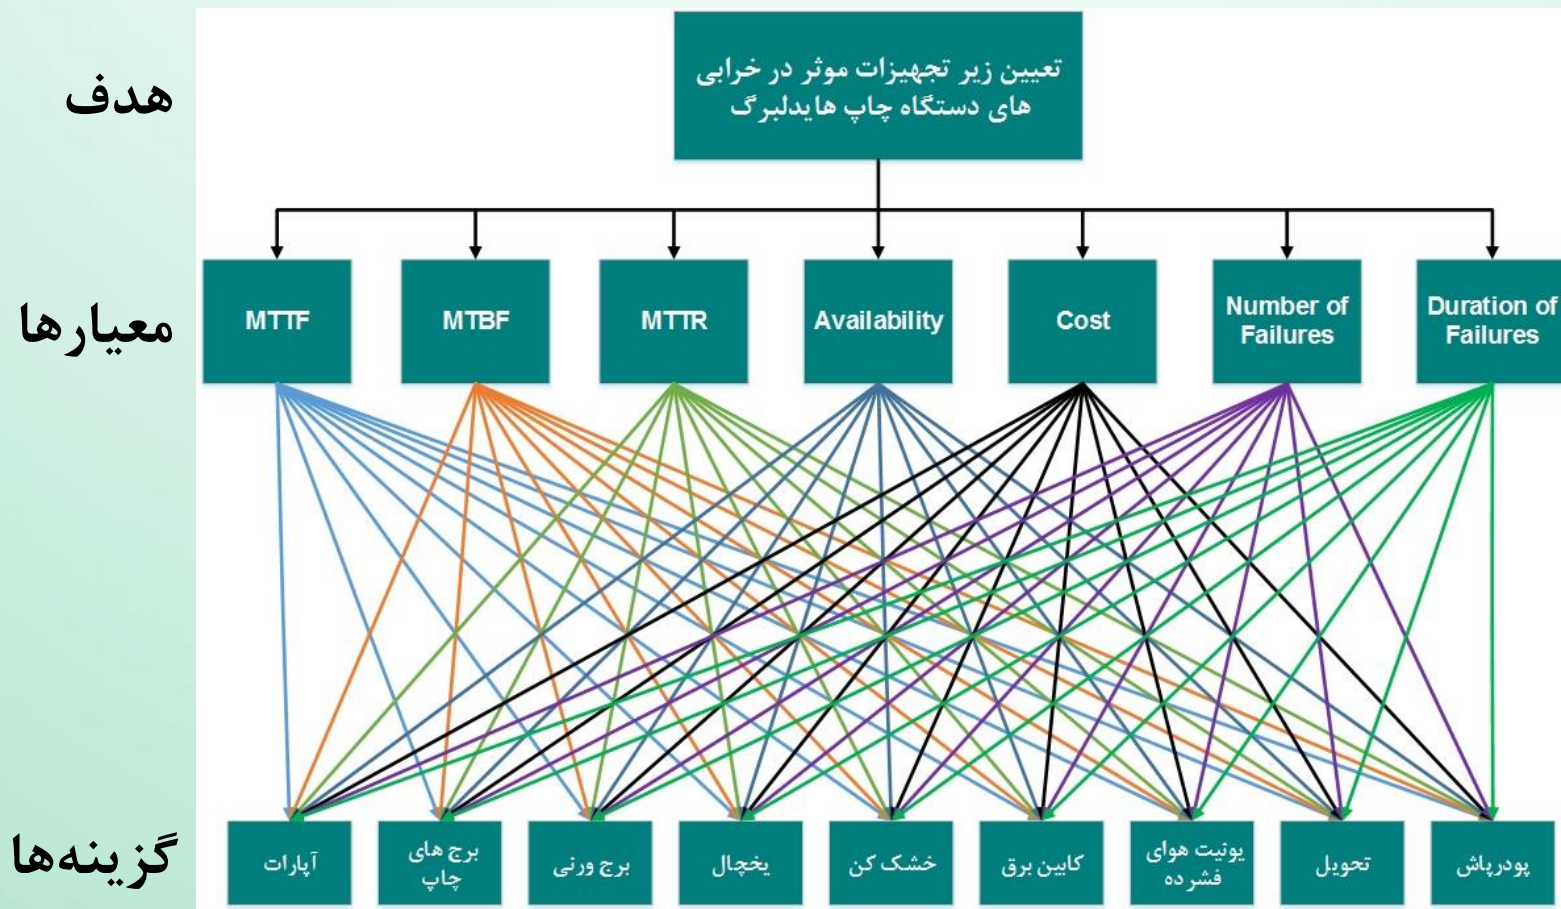 هدف
تعیین زیر تجهیزات موثر در خرابی
های دستگاه چاپ هایدلبرگ
معیارها
MTTF
MTBF
MTTR
Availability
Cost
Number of
Failures
Duration of
Failures
گزینه‌ها
آپارات
برج های
چاپ
برج ورنی
یخچال
خشک کن
کابین برق
یونیت هوای
فشرده
تحویل
پودرپاش